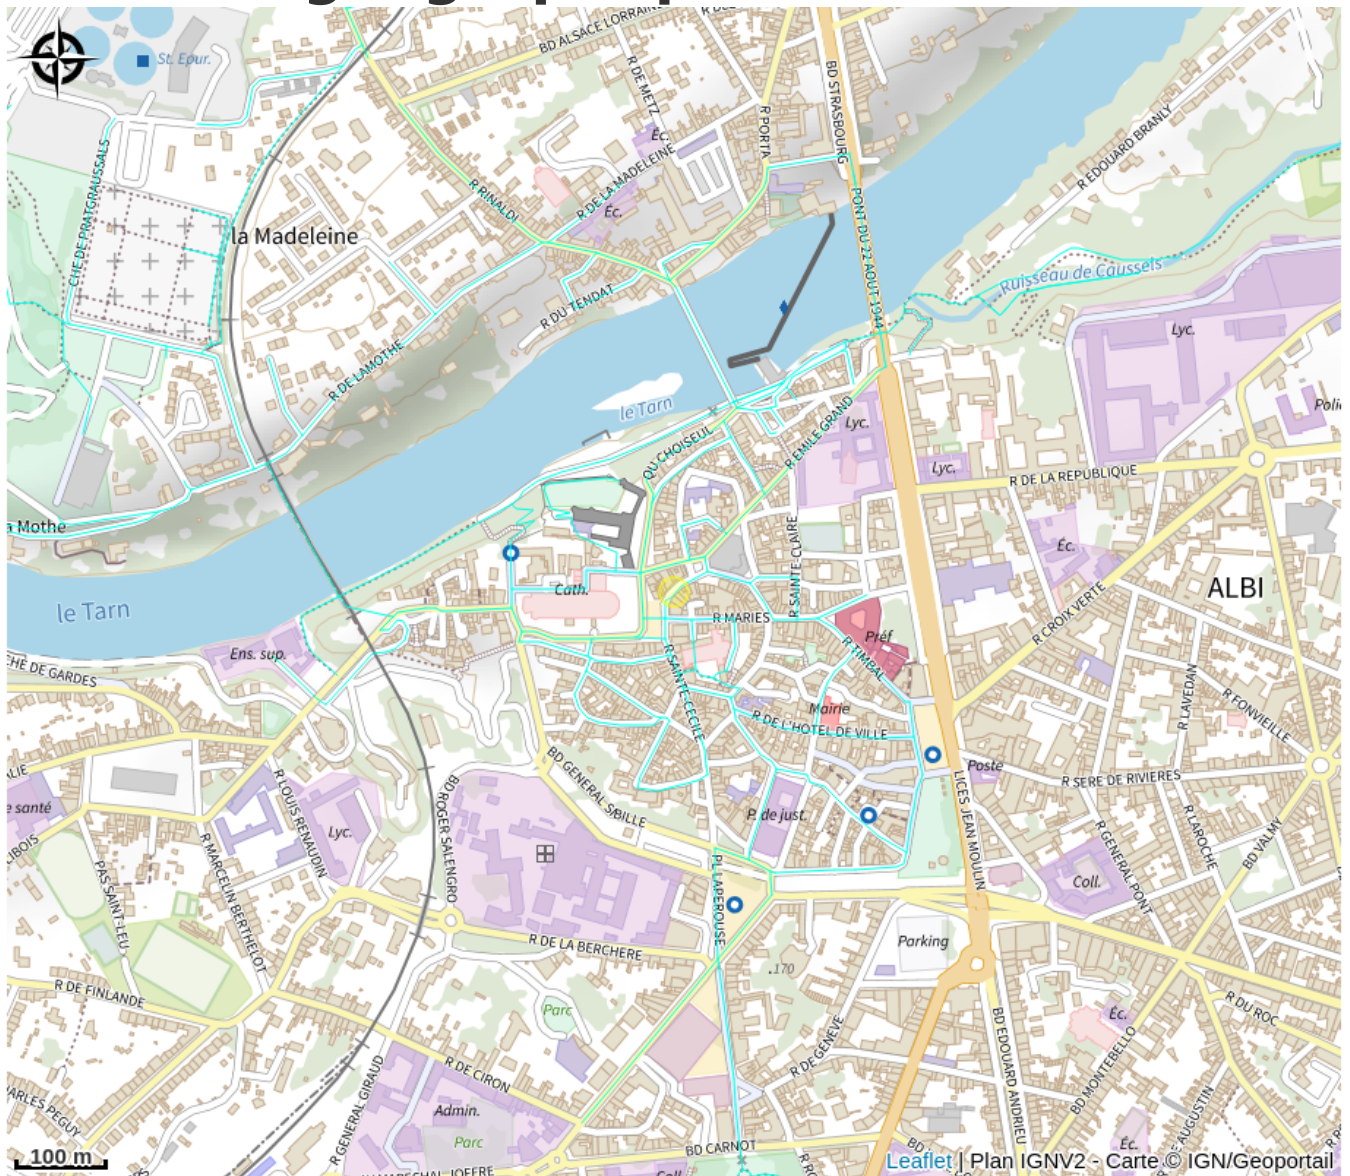 BD ALSACE LORRAINE
St. Epur.
R DE METZ
R PORTA
BD STRASBOURG
Éc.
R EDOUARD BRANLY
CHE DE PRATGRAUSSALS
R RINALDI
R DE LA MADELEINE
Éc.
la Madeleine
PONT DU 22 AOUT 1944
Ruisseau de Caussels
R DU TENDAT
Lyc.
R DE LAMOTHE
le Tarn
R EMILE GRAND
Lyc.
QU CHOISEUL
Lyc.
R DE LA REPUBLIQUE
Mothe
R SAINTE-CLAIRE
Éc.
Cath.
ALBI
le Tarn
R MARIES
R CROIX VERTE
Préf
R TIMBAL
Ens. sup.
CHE DE GARDES
R SAINTE-CECILE
R LAVEDAN
R FONVIEILLE
Mairie
R DE L'HOTEL DE VILLE
BD GENERAL SIBILLE
Poste
R SERE DE RIVIERES
LICES JEAN MOULIN
BD ROGER SALENGRO
R LOUIS RENAUDIN
e santé
Lyc.
P. de just.
R LAROCHE
BD VALMY
R MARCELIN BERTHELOT
PAS SAINT-LEU
PL LAPEROUSE
R GENERAL PONT
Coll.
R DE LA BERCHERE
Parking
.170
R DE FINLANDE
Parc
Éc.
R DU ROC
R DE GENEVE
BD EDOUARD ANDRIEU
BD MONTEBELLO
R DE CIRON
R GENERAL GIRAUD
Admin.
Parc
BD CARNOT
Éc.
100 m
Leaflet | Plan IGNV2 - Carte © IGN/Geoportail